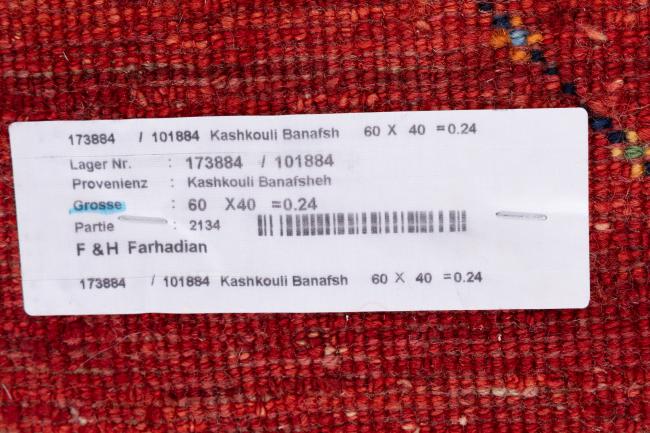 173884 / 101884 Kashkouli Banafsh 60 X 40 =0.24
Lager Nr. : 173884 / 101884
Provenienz : Kashkouli Banafsheh
Grosse : 60 X40 =0.24
Partie : 2134
F & H Farhadian
173884 / 101884 Kashkouli Banafsh 60 X 40 =0.24